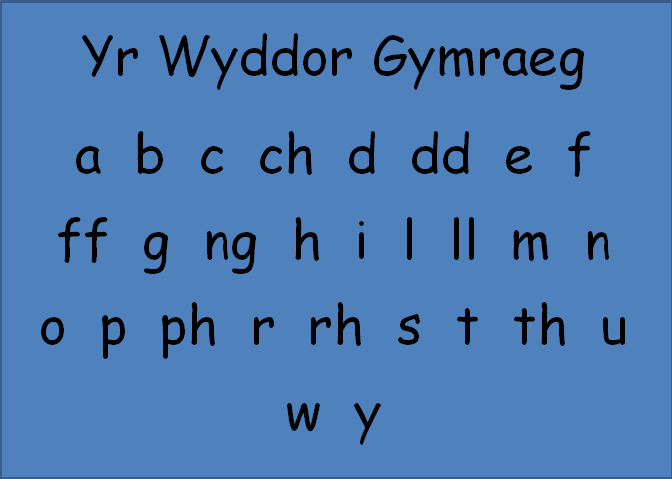 Yr Wyddor Gymraeg
a b c ch d dd e f
ff g ng h i l ll m n
o p ph r rh s t th u
w y